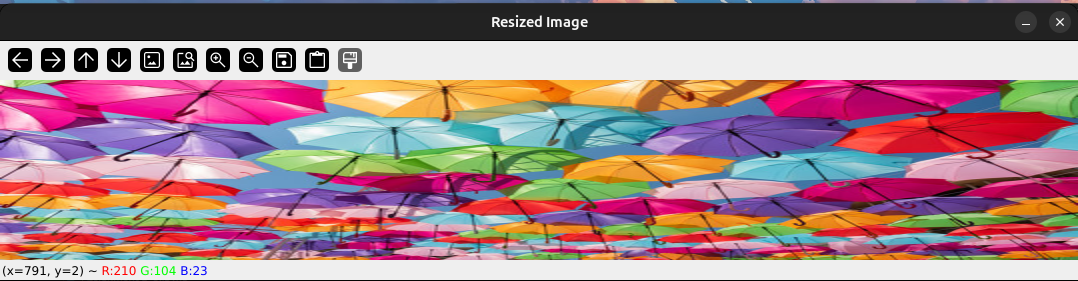 Resized Image
(x=791, y=2) ~ R:210 G:104 B:23